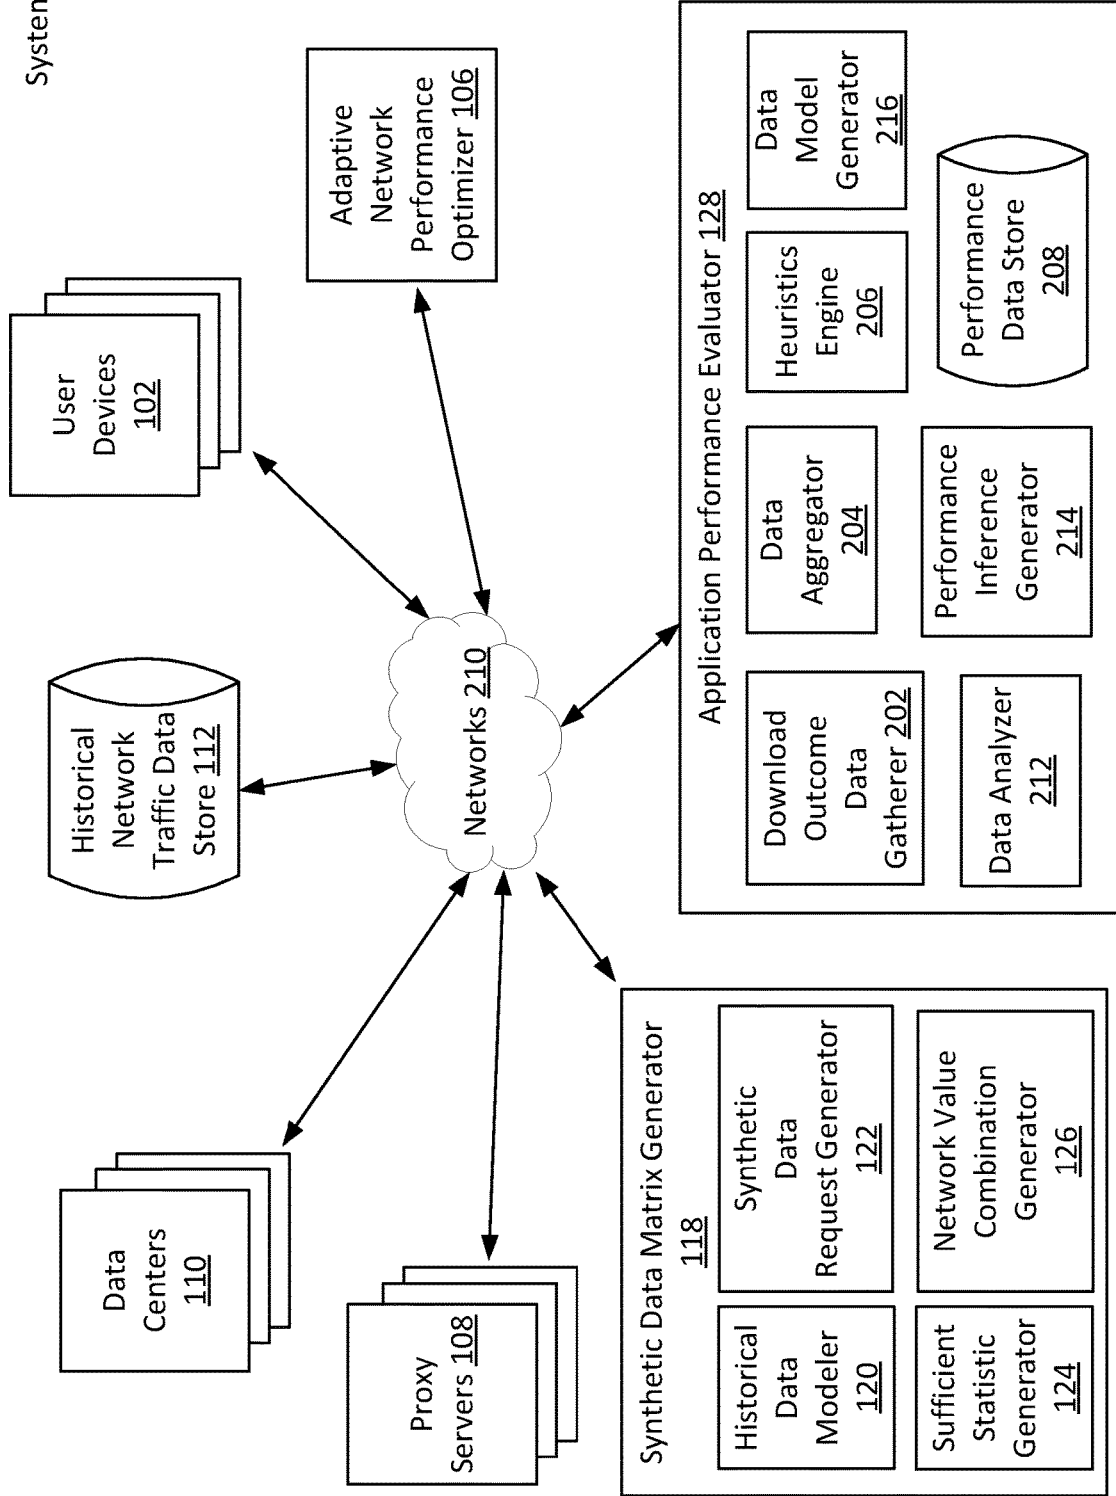 System
Data
Centers
110
Historical
Network
Traffic Data
Store 112
User
Devices
102
Proxy
Servers 108
Networks 210
Adaptive
Network
Performance
Optimizer 106
Synthetic Data Matrix Generator
118
Historical
Data
Modeler
120
Synthetic
Data
Request Generator
122
Sufficient
Statistic
Generator
124
Network Value
Combination
Generator
126
Application Performance Evaluator 128
Download
Outcome
Data
Gatherer 202
Data
Aggregator
204
Heuristics
Engine
206
Data
Model
Generator
216
Data Analyzer
212
Performance
Inference
Generator
214
Performance
Data Store
208